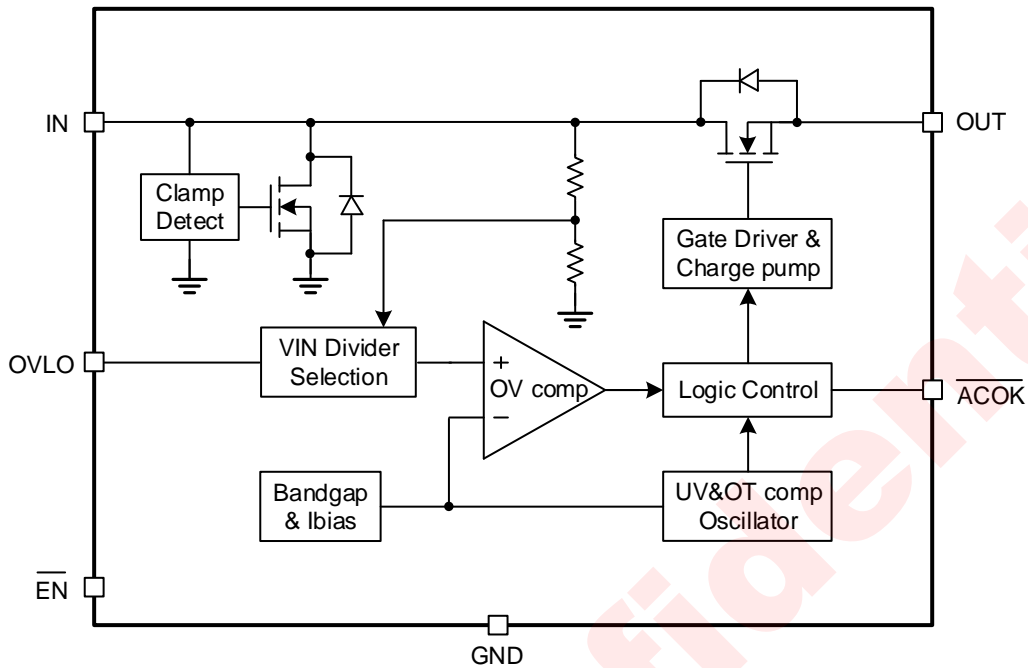 IN
OUT
Clamp
Detect
Gate Driver &
Charge pump
OVLO
VIN Divider
Selection
+
OV comp
−
Logic Control
ACOK
Bandgap
& Ibias
UV&OT comp
Oscillator
EN
GND
fidenti